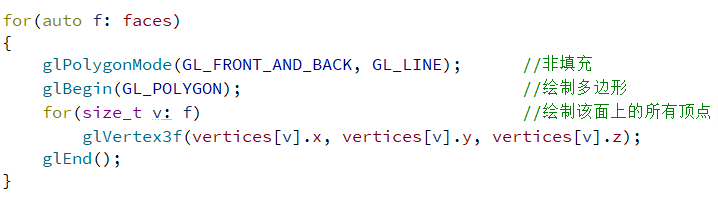 for(auto f: faces)
{
    glPolygonMode(GL_FRONT_AND_BACK, GL_LINE);      //非填充
    glBegin(GL_POLYGON);                            //绘制多边形
    for(size_t v: f)                                //绘制该面上的所有顶点
        glVertex3f(vertices[v].x, vertices[v].y, vertices[v].z);
    glEnd();
}